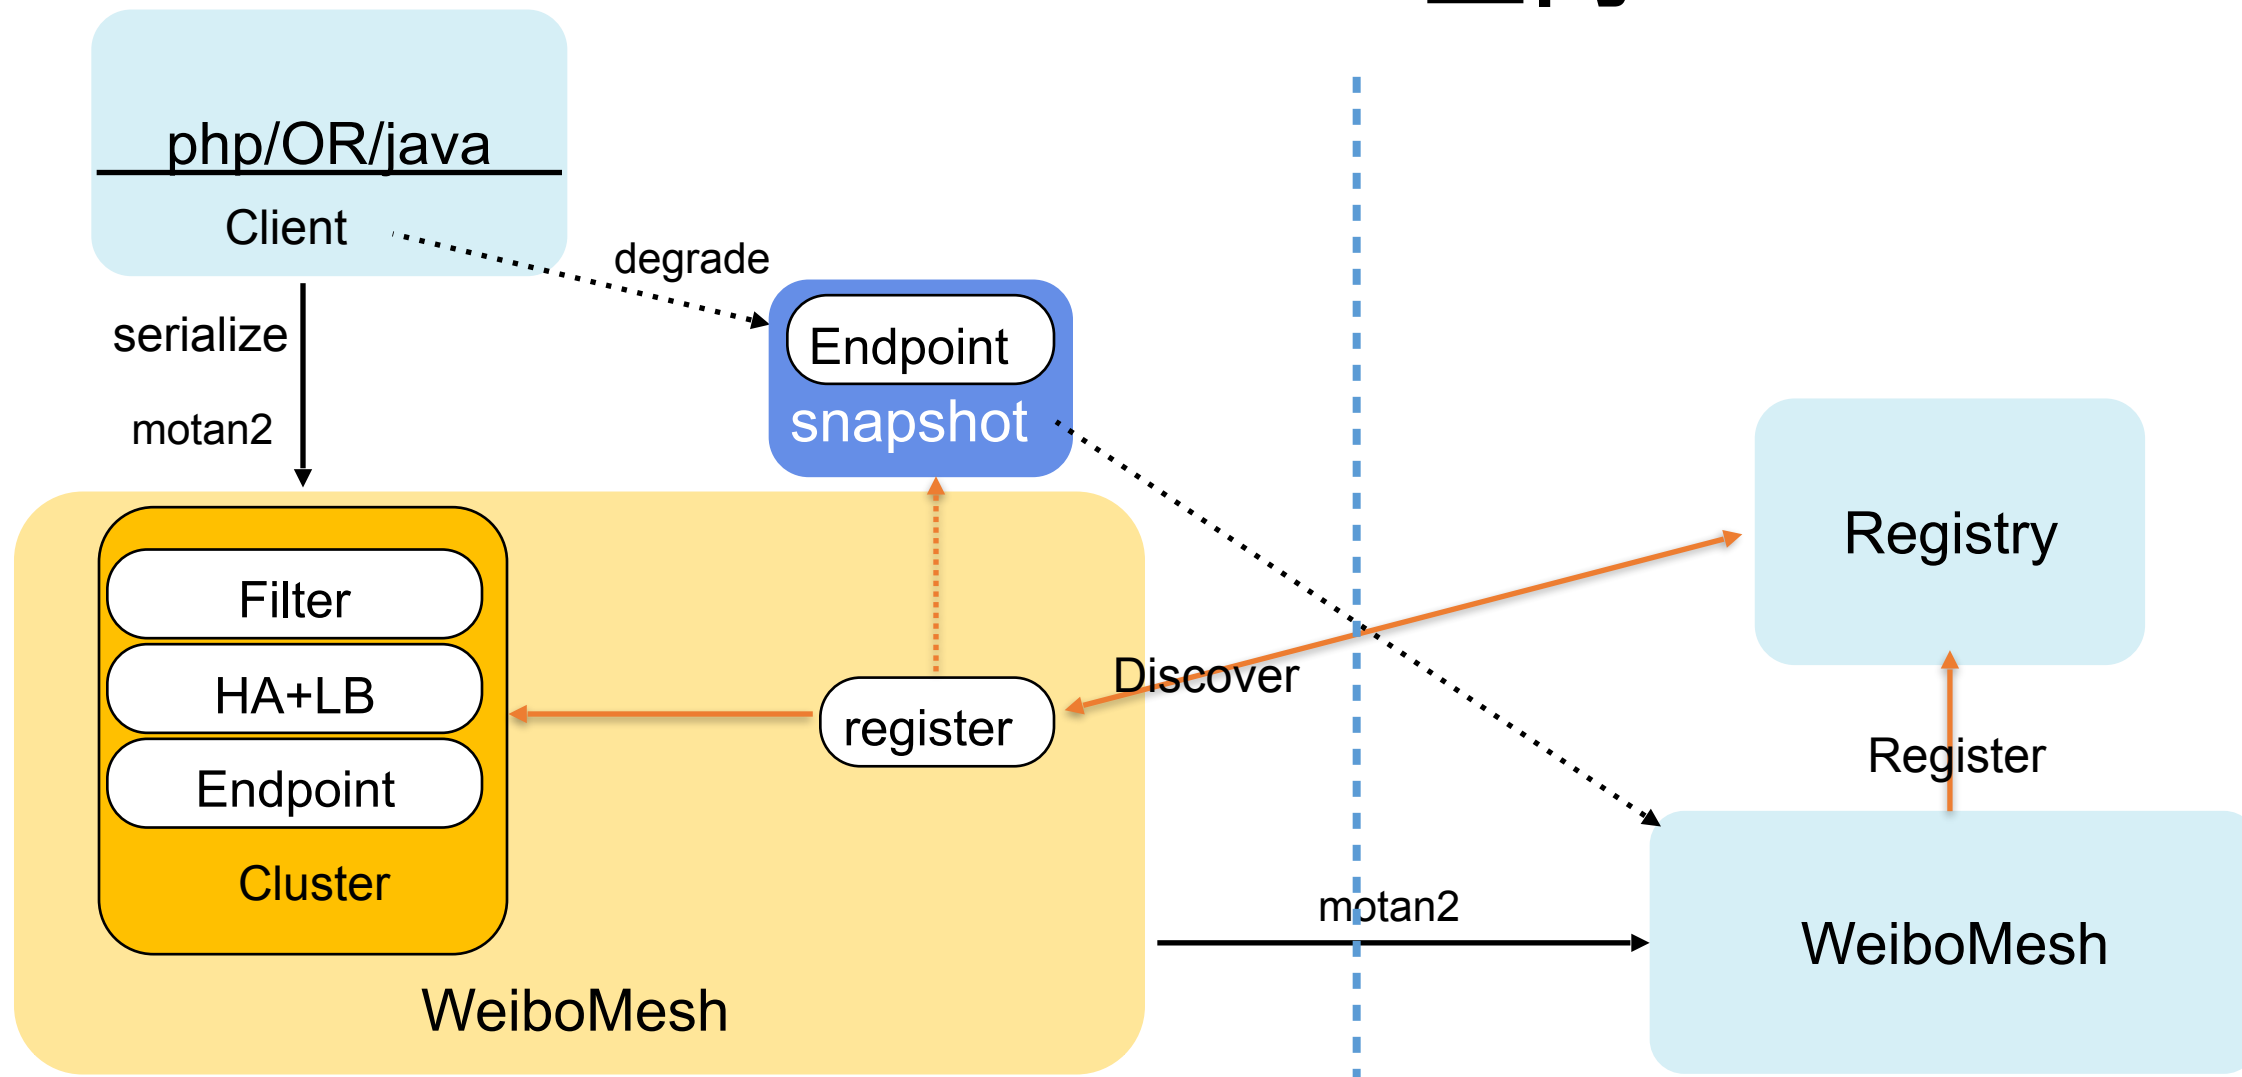 php/OR/java
Client
degrade
serialize
motan2
Endpoint
snapshot
Filter
HA+LB
Endpoint
Cluster
register
WeiboMesh
Discover
motan2
Registry
Register
WeiboMesh